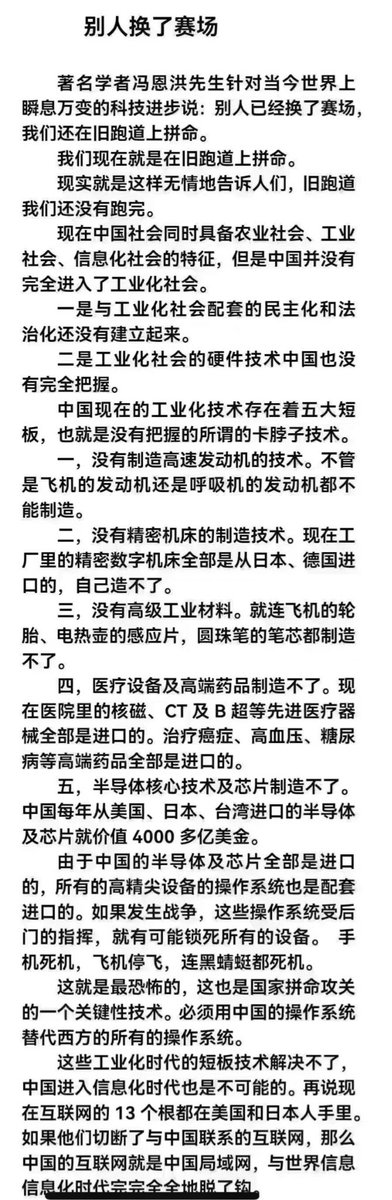 别人换了赛场
著名学者冯恩洪先生针对当今世界上
瞬息万变的科技进步说：别人已经换了赛场，
我们还在旧跑道上拼命。
我们现在就是在旧跑道上拼命。
现实就是这样无情地告诉人们，旧跑道
我们还没有跑完。
现在中国社会同时具备农业社会、工业
社会、信息化社会的特征，但是中国并没有
完全进入了工业化社会。
一是与工业化社会配套的民主化和法
治化还没有建立起来。
二是工业化社会的硬件技术中国也没
有完全把握。
中国现在的工业化技术存在着五大短
板，也就是没有把握的所谓的卡脖子技术。
一，没有制造高速发动机的技术。不管
是飞机的发动机还是呼吸机的发动机都不
能制造。
二，没有精密机床的制造技术。现在工
厂里的精密数字机床全部是从日本、德国进
口的，自己造不了。
三，没有高级工业材料。就连飞机的轮
胎、电热壶的感应片，圆珠笔的笔芯都制造
不了。
四，医疗设备及高端药品制造不了。现
在医院里的核磁、CT 及 B 超等先进医疗器
械全部是进口的。治疗癌症、高血压、糖尿
病等高端药品全部是进口的。
五，半导体核心技术及芯片制造不了。
中国每年从美国、日本、台湾进口的半导体
及芯片就价值 4000 多亿美金。
由于中国的半导体及芯片全部是进口
的，所有的高精尖设备的操作系统也是配套
进口的。如果发生战争，这些操作系统受后
门的指挥，就有可能锁死所有的设备。 手
机死机，飞机停飞，连黑蜻蜓都死机。
这就是最恐怖的，这也是国家拼命攻关
的一个关键性技术。必须用中国的操作系统
替代西方的所有的操作系统。
这些工业化时代的短板技术解决不了，
中国进入信息化时代也是不可能的。再说现
在互联网的 13 个根都在美国和日本人手里。
如果他们切断了与中国联系的互联网，那么
中国的互联网就是中国局域网，与世界信息
信息化时代完完全全地脱了钩。